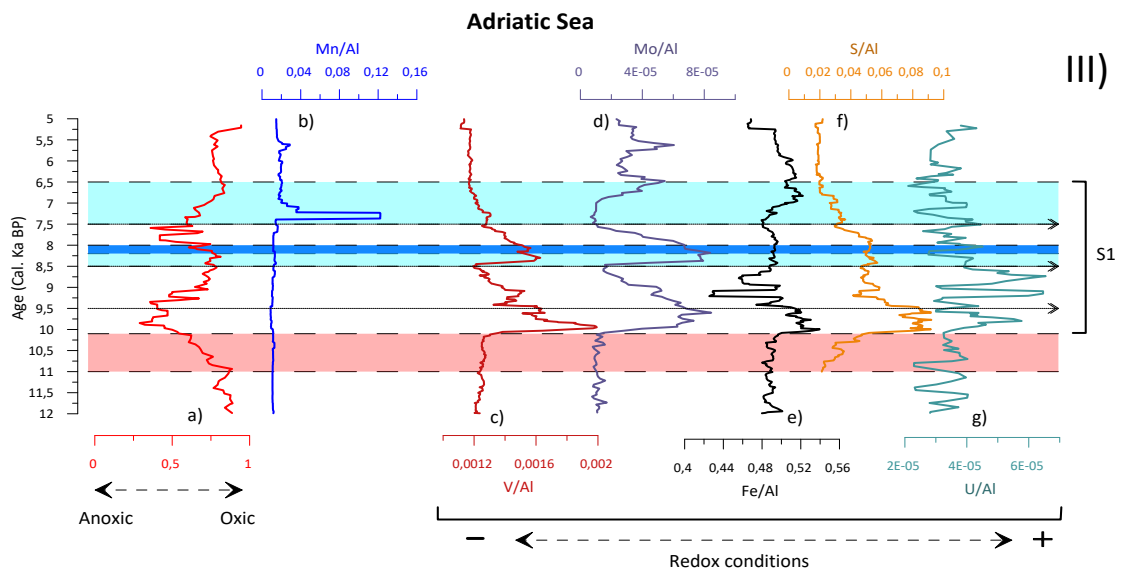 Adriatic Sea
III)
Mn/Al
0 0,04 0,08 0,12 0,16
Mo/Al
0 4E-05 8E-05
S/Al
0 0,02 0,04 0,06 0,08 0,1
b)
d)
f)
Age (Cal. Ka BP)
5
5,5
6
6,5
7
7,5
8
8,5
9
9,5
10
10,5
11
11,5
12
S1
a)
c)
e)
g)
0 0,5 1
Anoxic Oxic
0,0012 0,0016 0,002
V/Al
0,4 0,44 0,48 0,52 0,56
Fe/Al
2E-05 4E-05 6E-05
U/Al
− +
Redox conditions